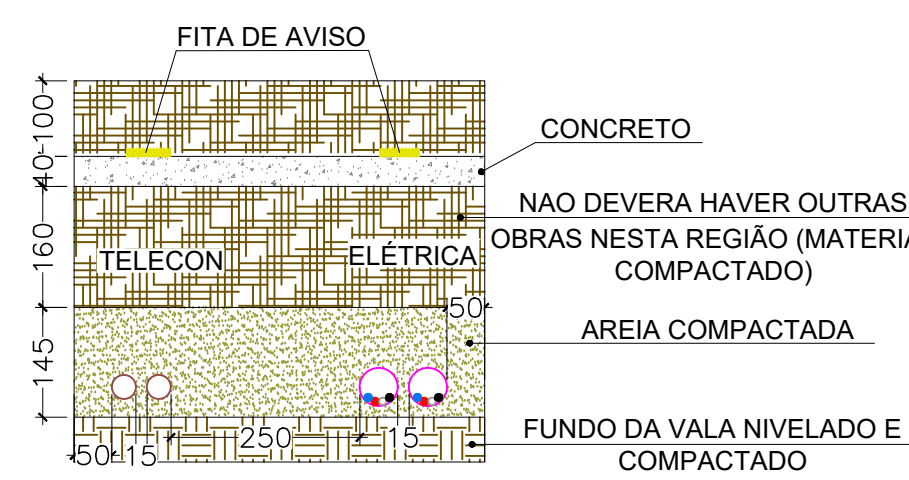 FITA DE AVISO
100
CONCRETO
40
NAO DEVERA HAVER OUTRAS
OBRAS NESTA REGIÃO (MATERIA
COMPACTADO)
160
TELECON
ELÉTRICA
50
AREIA COMPACTADA
145
FUNDO DA VALA NIVELADO E
COMPACTADO
50
15
250
15